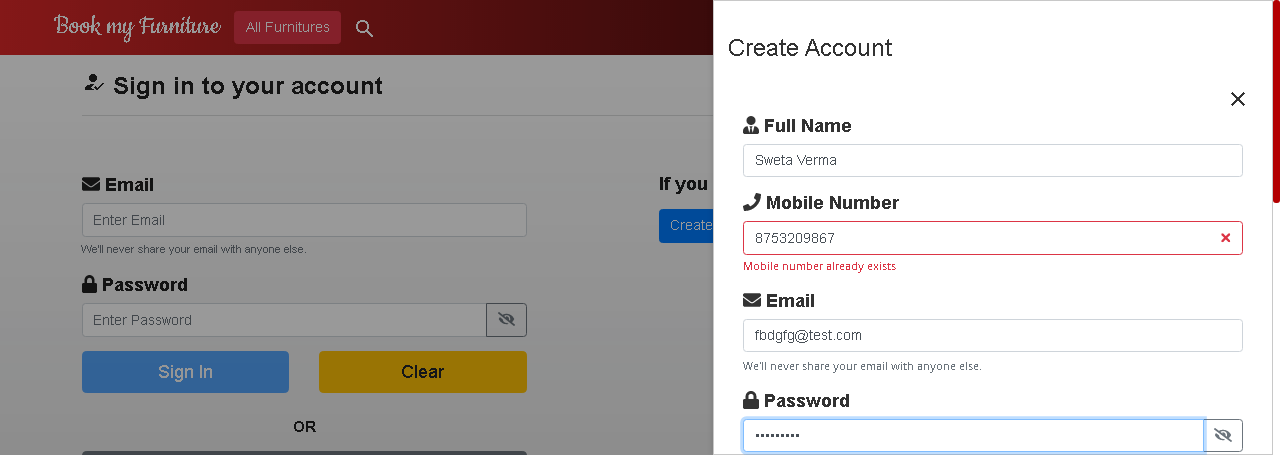 Book my Furniture
All Furnitures
Sign in to your account
Email
Enter Email
We'll never share your email with anyone else.
Password
Enter Password
Sign In
Clear
OR
If you
Create
Create Account
Full Name
Sweta Verma
Mobile Number
8753209867
Mobile number already exists
Email
fbdgfg@test.com
We'll never share your email with anyone else.
Password
•••••••••